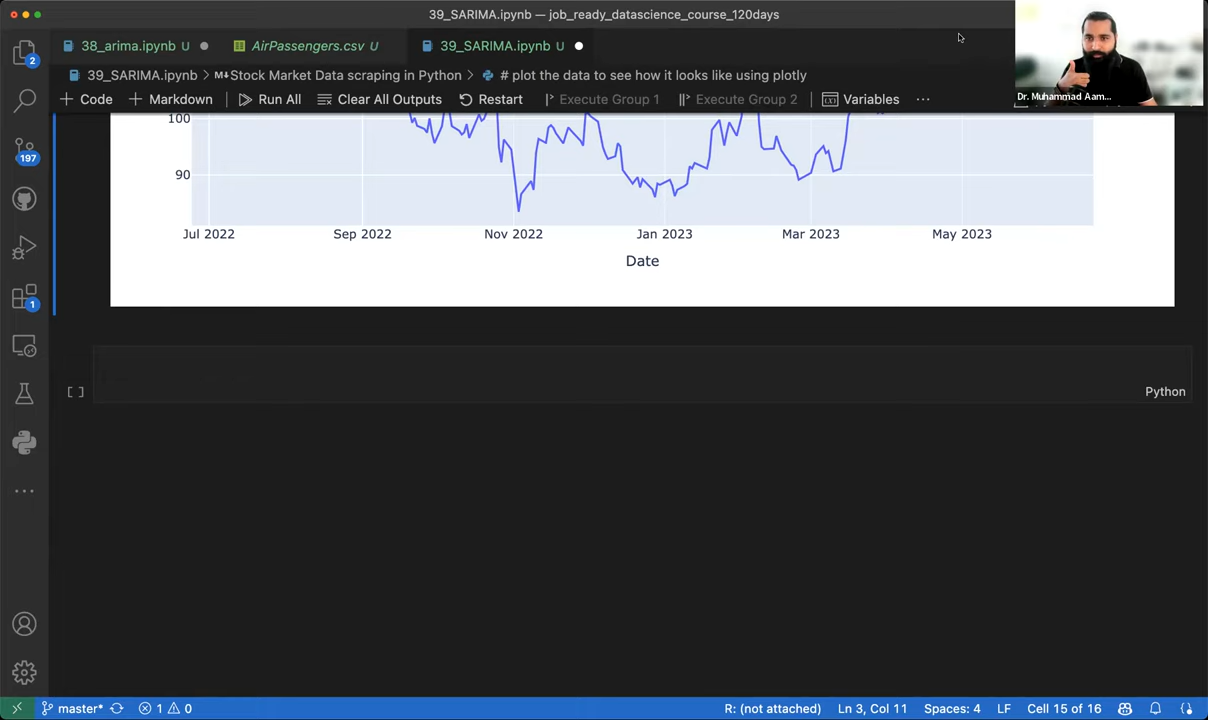 39_SARIMA.ipynb — job_ready_datascience_course_120days
38_arima.ipynb U
AirPassengers.csv U
39_SARIMA.ipynb U
39_SARIMA.ipynb > M↓Stock Market Data scraping in Python > # plot the data to see how it looks like using plotly
+ Code + Markdown Run All Clear All Outputs Restart Execute Group 1 Execute Group 2 Variables ...
Dr. Muhammad Aam...
2
197
1
100
90
Jul 2022 Sep 2022 Nov 2022 Jan 2023 Mar 2023 May 2023
Date
[ ]
Python
master* 1 0 R: (not attached) Ln 3, Col 11 Spaces: 4 LF Cell 15 of 16